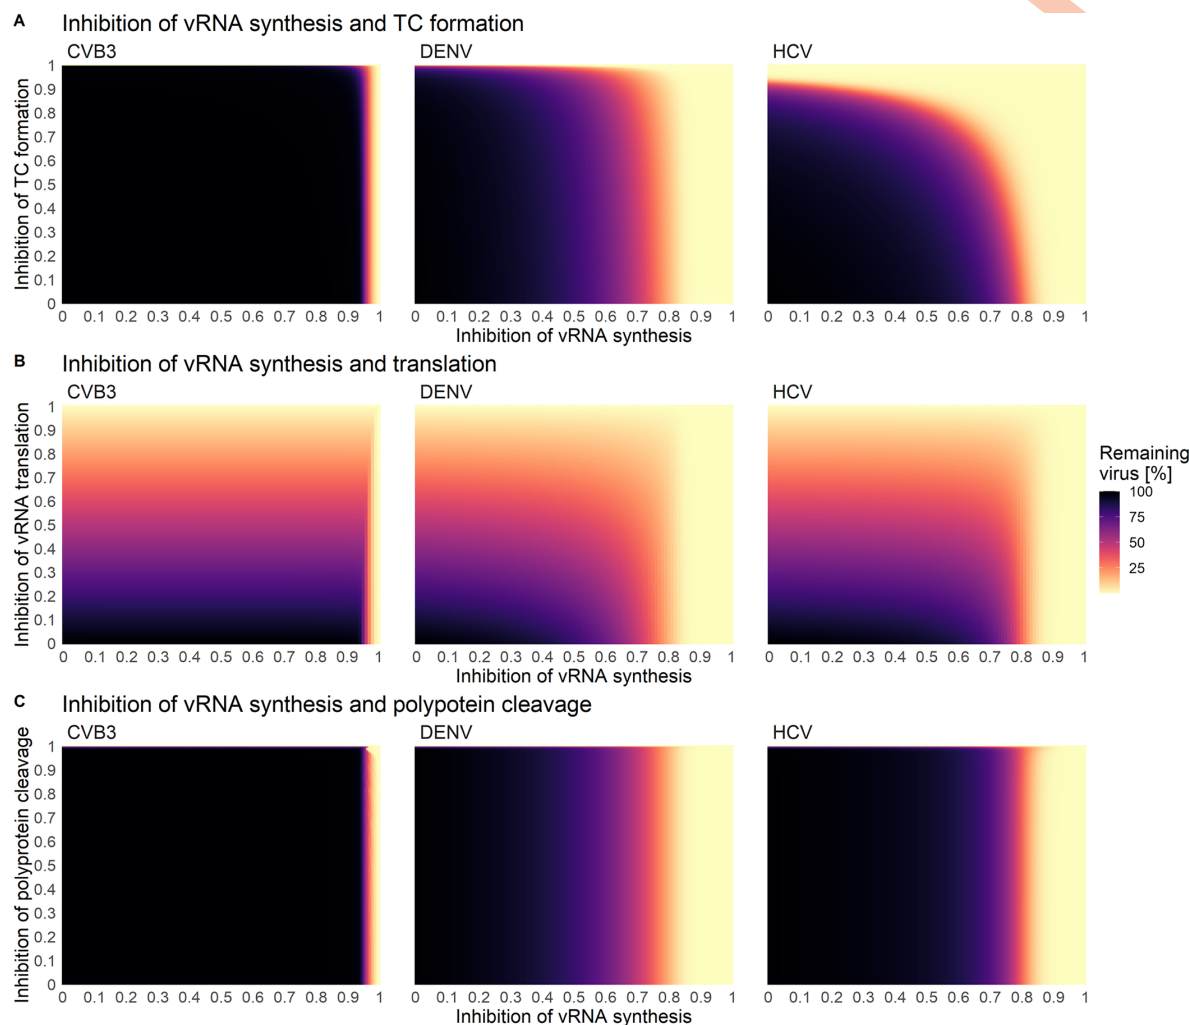 A Inhibition of vRNA synthesis and TC formation
CVB3 DENV HCV
Inhibition of TC formation
1
0.9
0.8
0.7
0.6
0.5
0.4
0.3
0.2
0.1
0
0 0.1 0.2 0.3 0.4 0.5 0.6 0.7 0.8 0.9 1 0 0.1 0.2 0.3 0.4 0.5 0.6 0.7 0.8 0.9 1 0 0.1 0.2 0.3 0.4 0.5 0.6 0.7 0.8 0.9 1
Inhibition of vRNA synthesis
B Inhibition of vRNA synthesis and translation
CVB3 DENV HCV
Inhibition of vRNA translation
1
0.9
0.8
0.7
0.6
0.5
0.4
0.3
0.2
0.1
0
0 0.1 0.2 0.3 0.4 0.5 0.6 0.7 0.8 0.9 1 0 0.1 0.2 0.3 0.4 0.5 0.6 0.7 0.8 0.9 1 0 0.1 0.2 0.3 0.4 0.5 0.6 0.7 0.8 0.9 1
Inhibition of vRNA synthesis
Remaining
virus [%]
100
75
50
25
C Inhibition of vRNA synthesis and polypotein cleavage
CVB3 DENV HCV
Inhibition of polyprotein cleavage
1
0.9
0.8
0.7
0.6
0.5
0.4
0.3
0.2
0.1
0
0 0.1 0.2 0.3 0.4 0.5 0.6 0.7 0.8 0.9 1 0 0.1 0.2 0.3 0.4 0.5 0.6 0.7 0.8 0.9 1 0 0.1 0.2 0.3 0.4 0.5 0.6 0.7 0.8 0.9 1
Inhibition of vRNA synthesis